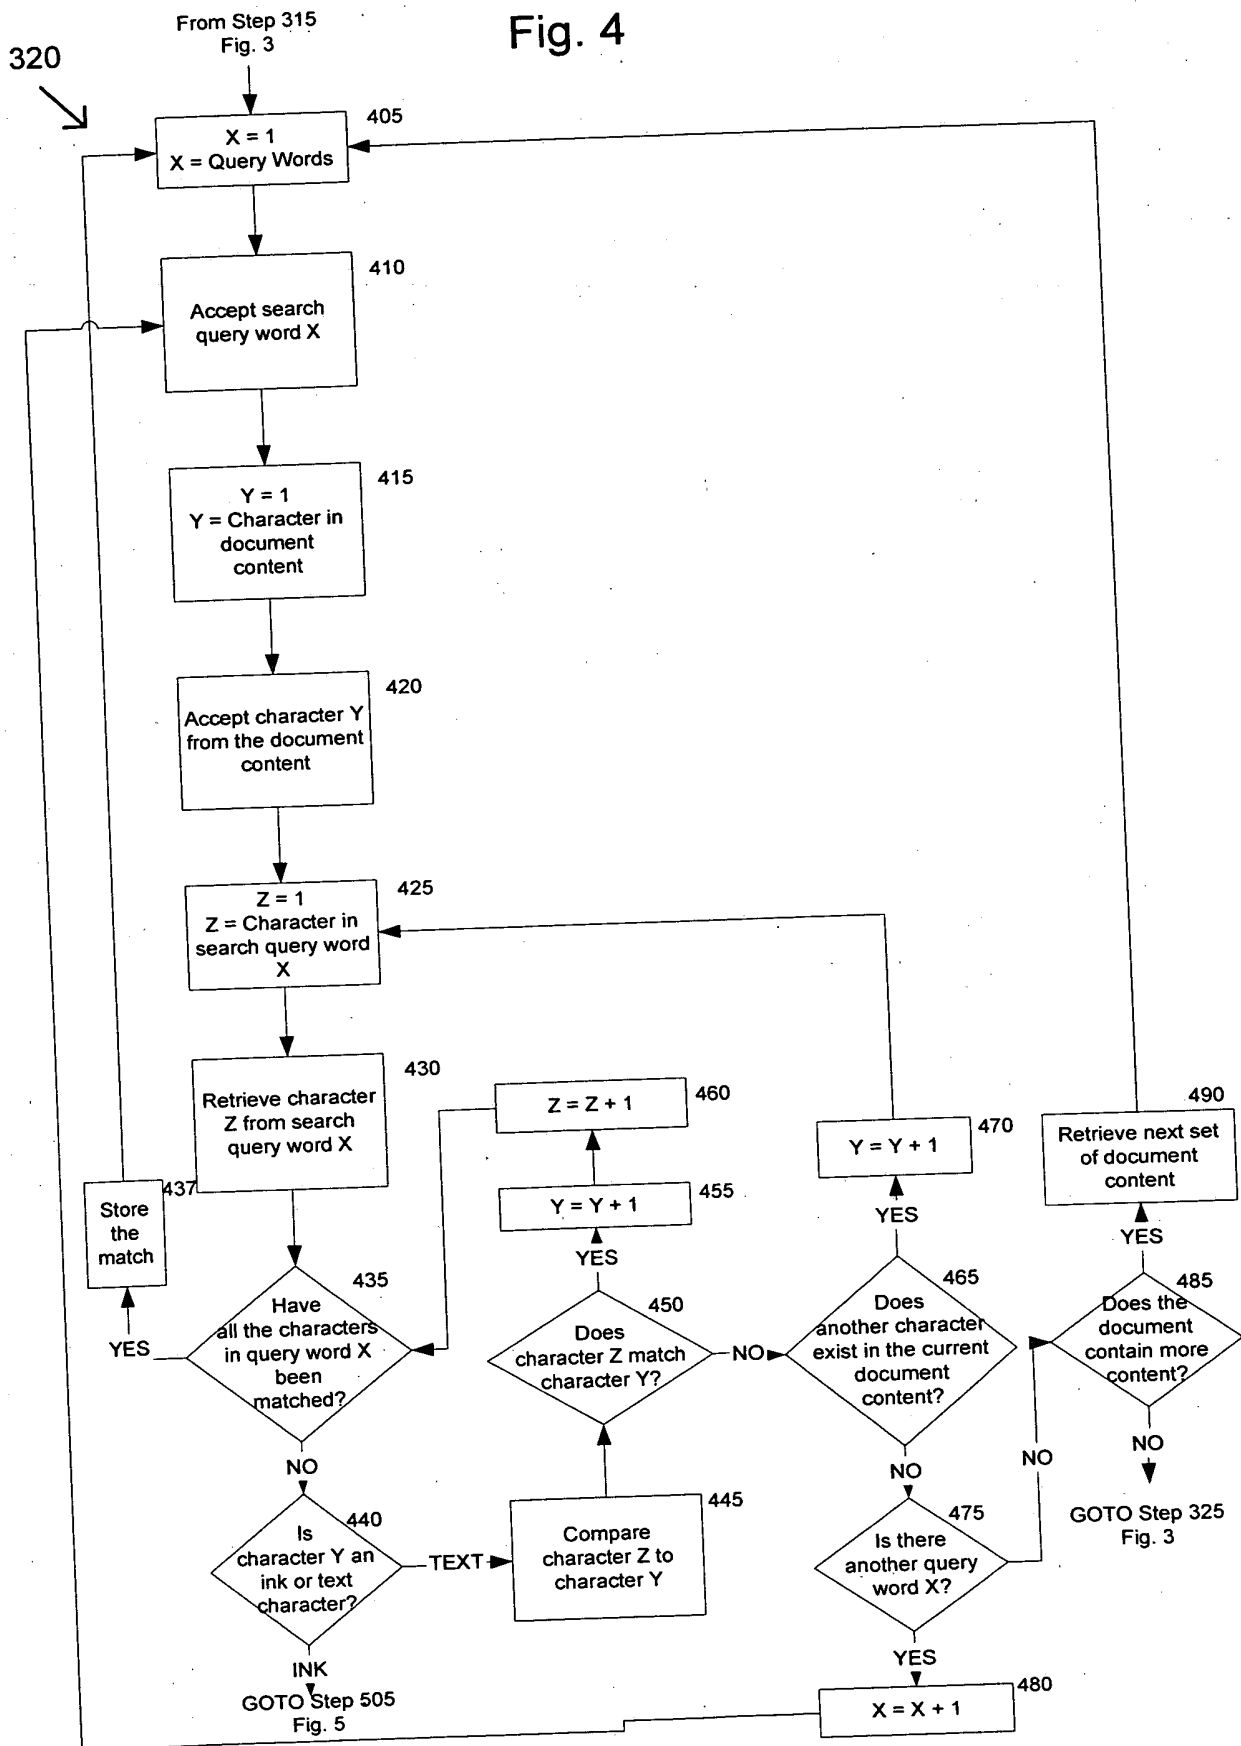 From Step 315
Fig. 3
Fig. 4
320
405
X = 1
X = Query Words
410
Accept search
query word X
415
Y = 1
Y = Character in
document
content
420
Accept character Y
from the document
content
425
Z = 1
Z = Character in
search query word
X
430
Retrieve character
Z from search
query word X
437
Store
the
match
YES
435
Have
all the characters
in query word X
been
matched?
NO
440
Is
character Y an
ink or text
character?
TEXT
INK
GOTO Step 505
Fig. 5
445
Compare
character Z to
character Y
450
Does
character Z match
character Y?
YES
NO
455
Y = Y + 1
460
Z = Z + 1
465
Does
another character
exist in the current
document
content?
YES
NO
470
Y = Y + 1
475
Is there
another query
word X?
NO
YES
480
X = X + 1
485
Does the
document
contain more
content?
YES
NO
490
Retrieve next set
of document
content
GOTO Step 325
Fig. 3